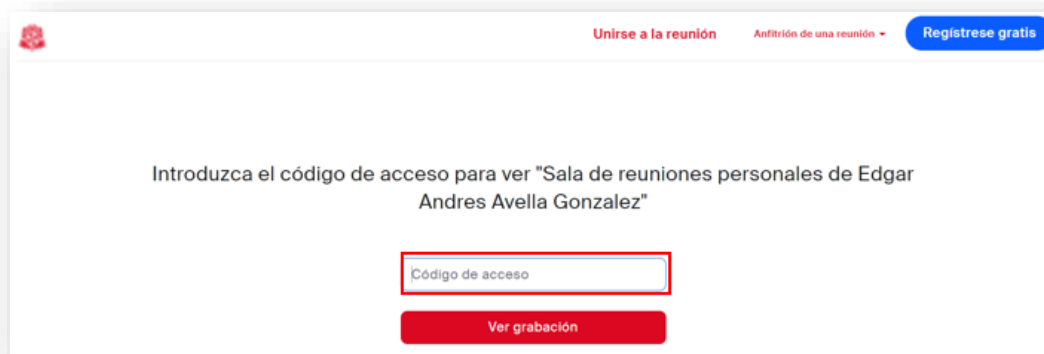 Unirse a la reunión Anfitrión de una reunión Regístrese gratis
Introduzca el código de acceso para ver "Sala de reuniones personales de Edgar
Andres Avella Gonzalez"
Código de acceso
Ver grabación